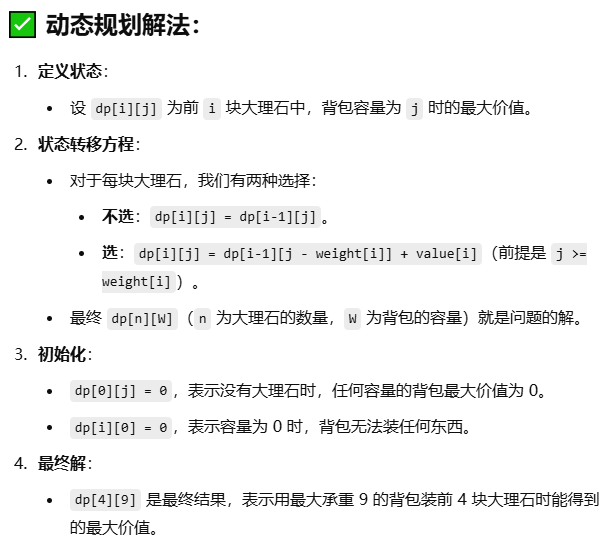 ✅ 动态规划解法：
1. 定义状态：
• 设 dp[i][j] 为前 i 块大理石中，背包容量为 j 时的最大价值。
2. 状态转移方程：
• 对于每块大理石，我们有两种选择：
• 不选：dp[i][j] = dp[i-1][j]。
• 选：dp[i][j] = dp[i-1][j - weight[i]] + value[i]（前提是 j >=
weight[i]）。
• 最终 dp[n][W]（n 为大理石的数量，W 为背包的容量）就是问题的解。
3. 初始化：
• dp[0][j] = 0，表示没有大理石时，任何容量的背包最大价值为 0。
• dp[i][0] = 0，表示容量为 0 时，背包无法装任何东西。
4. 最终解：
• dp[4][9] 是最终结果，表示用最大承重 9 的背包装前 4 块大理石时能得到
的最大价值。